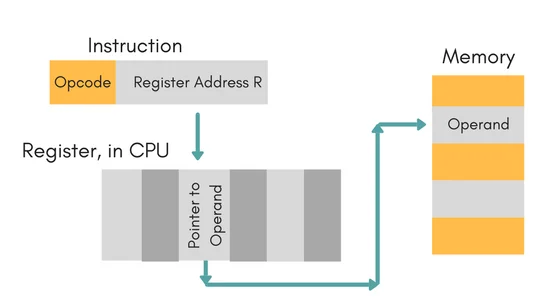 Instruction
Memory
Opcode
Register Address R
Operand
Register, in CPU
Pointer to
Operand